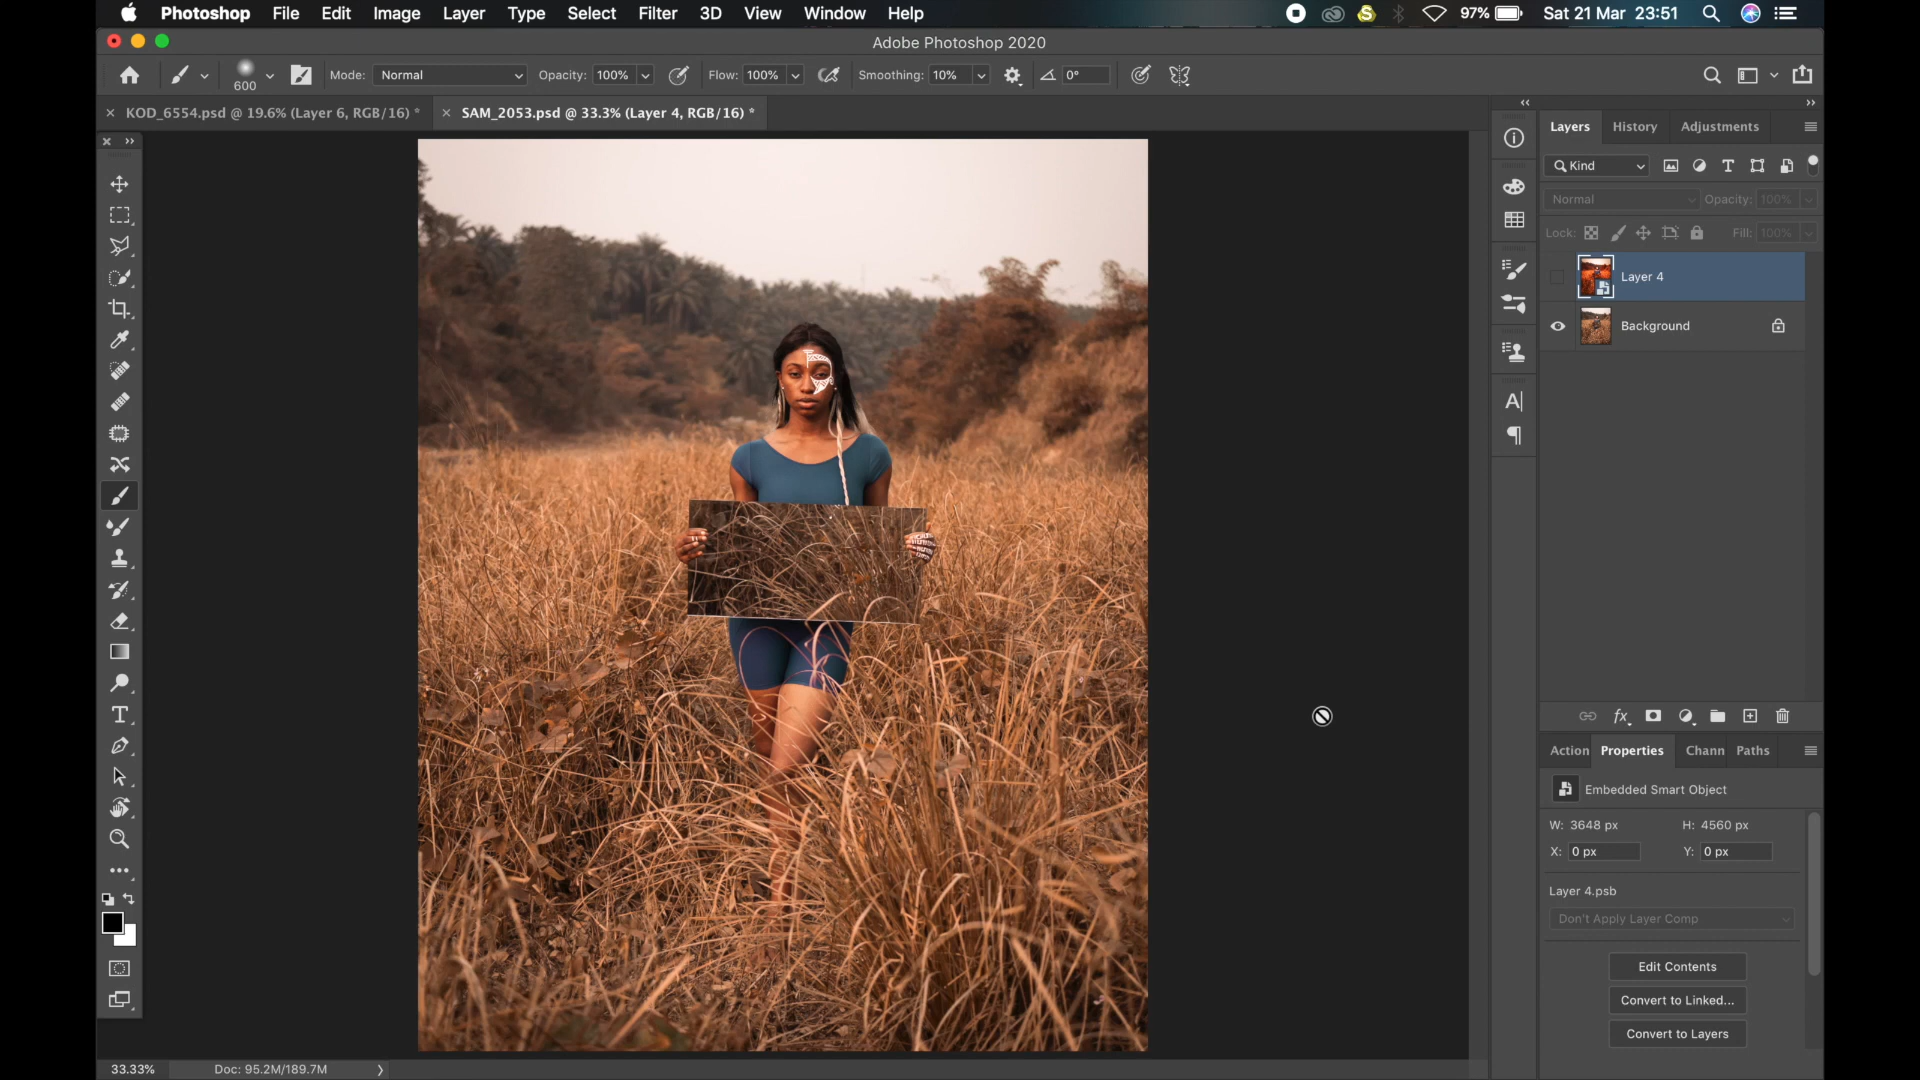 Photoshop File Edit Image Layer Type Select Filter 3D View Window Help 97% Sat 21 Mar 23:51
Adobe Photoshop 2020
600 Mode: Normal Opacity: 100% Flow: 100% Smoothing: 10% 0°
× KOD_6554.psd @ 19.6% (Layer 6, RGB/16) * × SAM_2053.psd @ 33.3% (Layer 4, RGB/16) *
Layers History Adjustments
Kind
Normal Opacity: 100%
Lock: Fill: 100%
Layer 4
Background
Action Properties Chann Paths
Embedded Smart Object
W: 3648 px H: 4560 px
X: 0 px Y: 0 px
Layer 4.psb
Don't Apply Layer Comp
Edit Contents
Convert to Linked...
Convert to Layers
33.33% Doc: 95.2M/189.7M